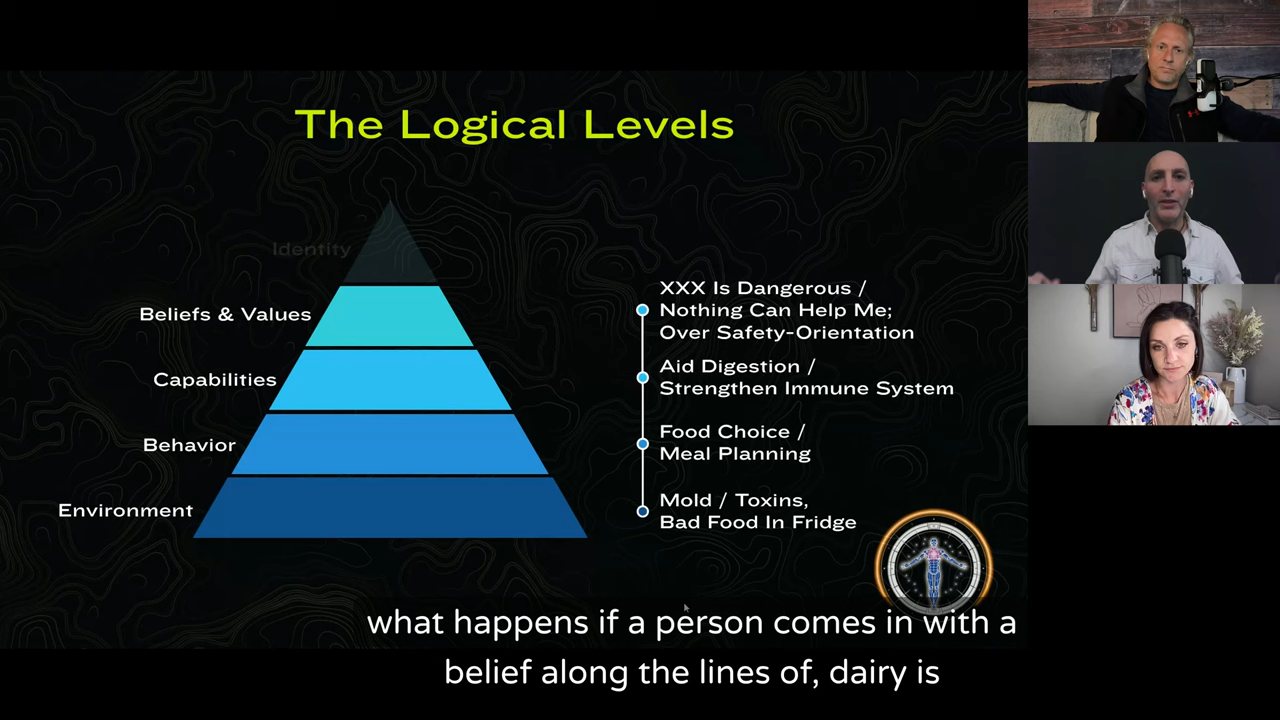 The Logical Levels
Identity
Beliefs & Values
Capabilities
Behavior
Environment
XXX Is Dangerous /
Nothing Can Help Me;
Over Safety-Orientation
Aid Digestion /
Strengthen Immune System
Food Choice /
Meal Planning
Mold / Toxins,
Bad Food In Fridge
what happens if a person comes in with a
belief along the lines of, dairy is